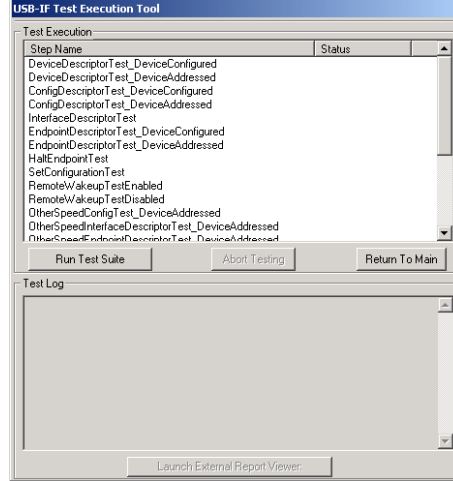 USB-IF Test Execution Tool
Test Execution
Step Name Status
DeviceDescriptorTest_DeviceConfigured
DeviceDescriptorTest_DeviceAddressed
ConfigDescriptorTest_DeviceConfigured
ConfigDescriptorTest_DeviceAddressed
InterfaceDescriptorTest
EndpointDescriptorTest_DeviceConfigured
EndpointDescriptorTest_DeviceAddressed
HaltEndpointTest
SetConfigurationTest
RemoteWakeupTestEnabled
RemoteWakeupTestDisabled
OtherSpeedConfigTest_DeviceAddressed
OtherSpeedInterfaceDescriptorTest_DeviceAddressed
OtherSpeedEndpointDescriptorTest_DeviceAddressed
Run Test Suite Abort Testing Return To Main
Test Log
Launch External Report Viewer